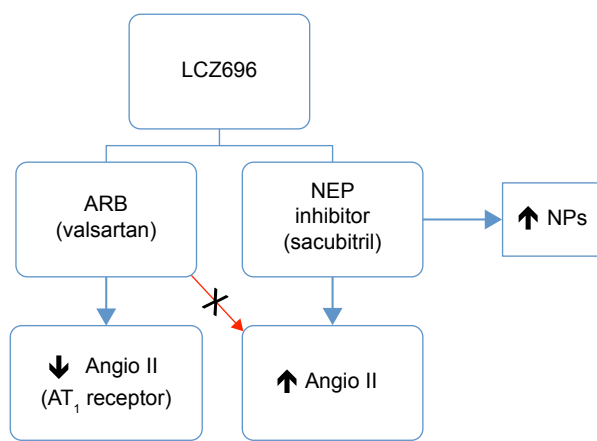 LCZ696
ARB
(valsartan)
NEP
inhibitor
(sacubitril)
↑ NPs
↓ Angio II
(AT₁ receptor)
↑ Angio II